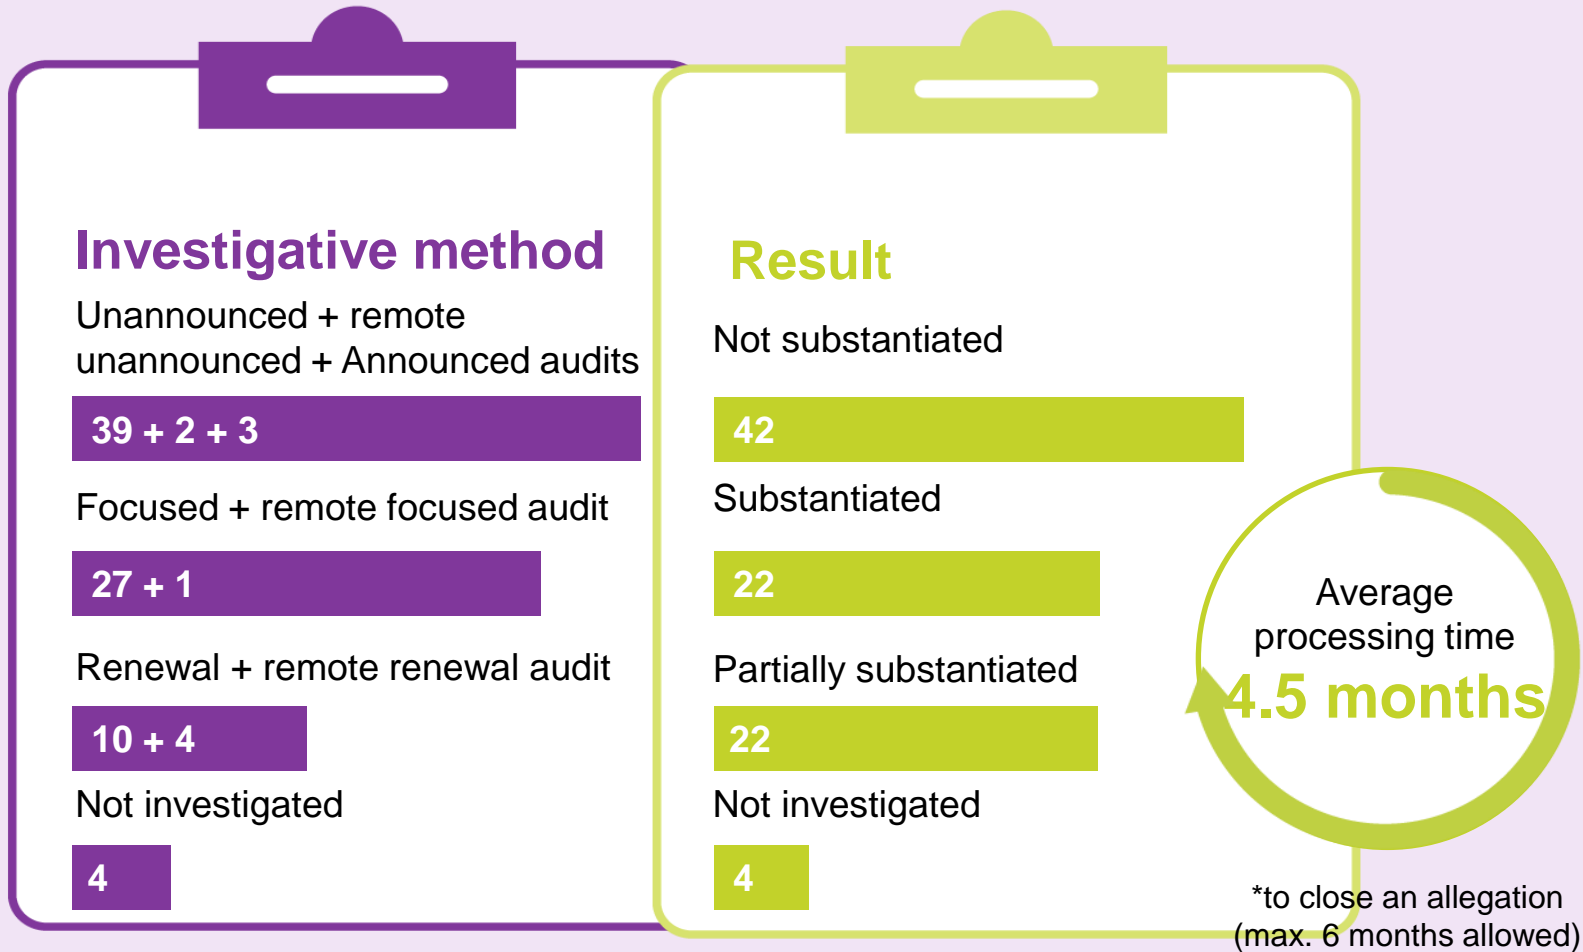 Investigative method
Unannounced + remote
unannounced + Announced audits
39 + 2 + 3
Focused + remote focused audit
27 + 1
Renewal + remote renewal audit
10 + 4
Not investigated
4
Result
Not substantiated
42
Substantiated
22
Partially substantiated
22
Not investigated
4
Average
processing time
4.5 months
*to close an allegation
(max. 6 months allowed)